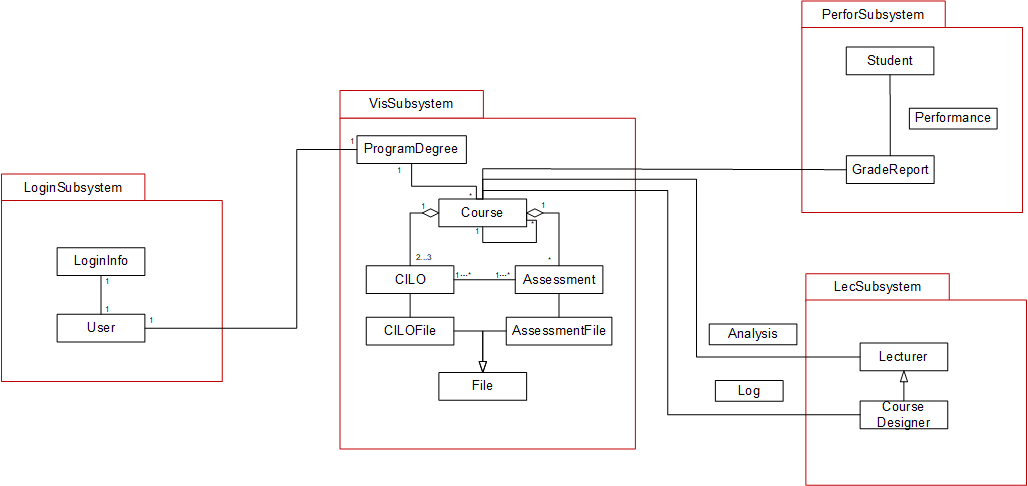 PerforSubsystem
Student
Performance
GradeReport
VisSubsystem
1
ProgramDegree
1
LoginSubsystem
*
1
Course
1
1
*
LoginInfo
1
1
User
1
2...3
*
CILO
1...*
1...*
Assessment
CILOFile
AssessmentFile
File
LecSubsystem
Analysis
Lecturer
Log
Course
Designer